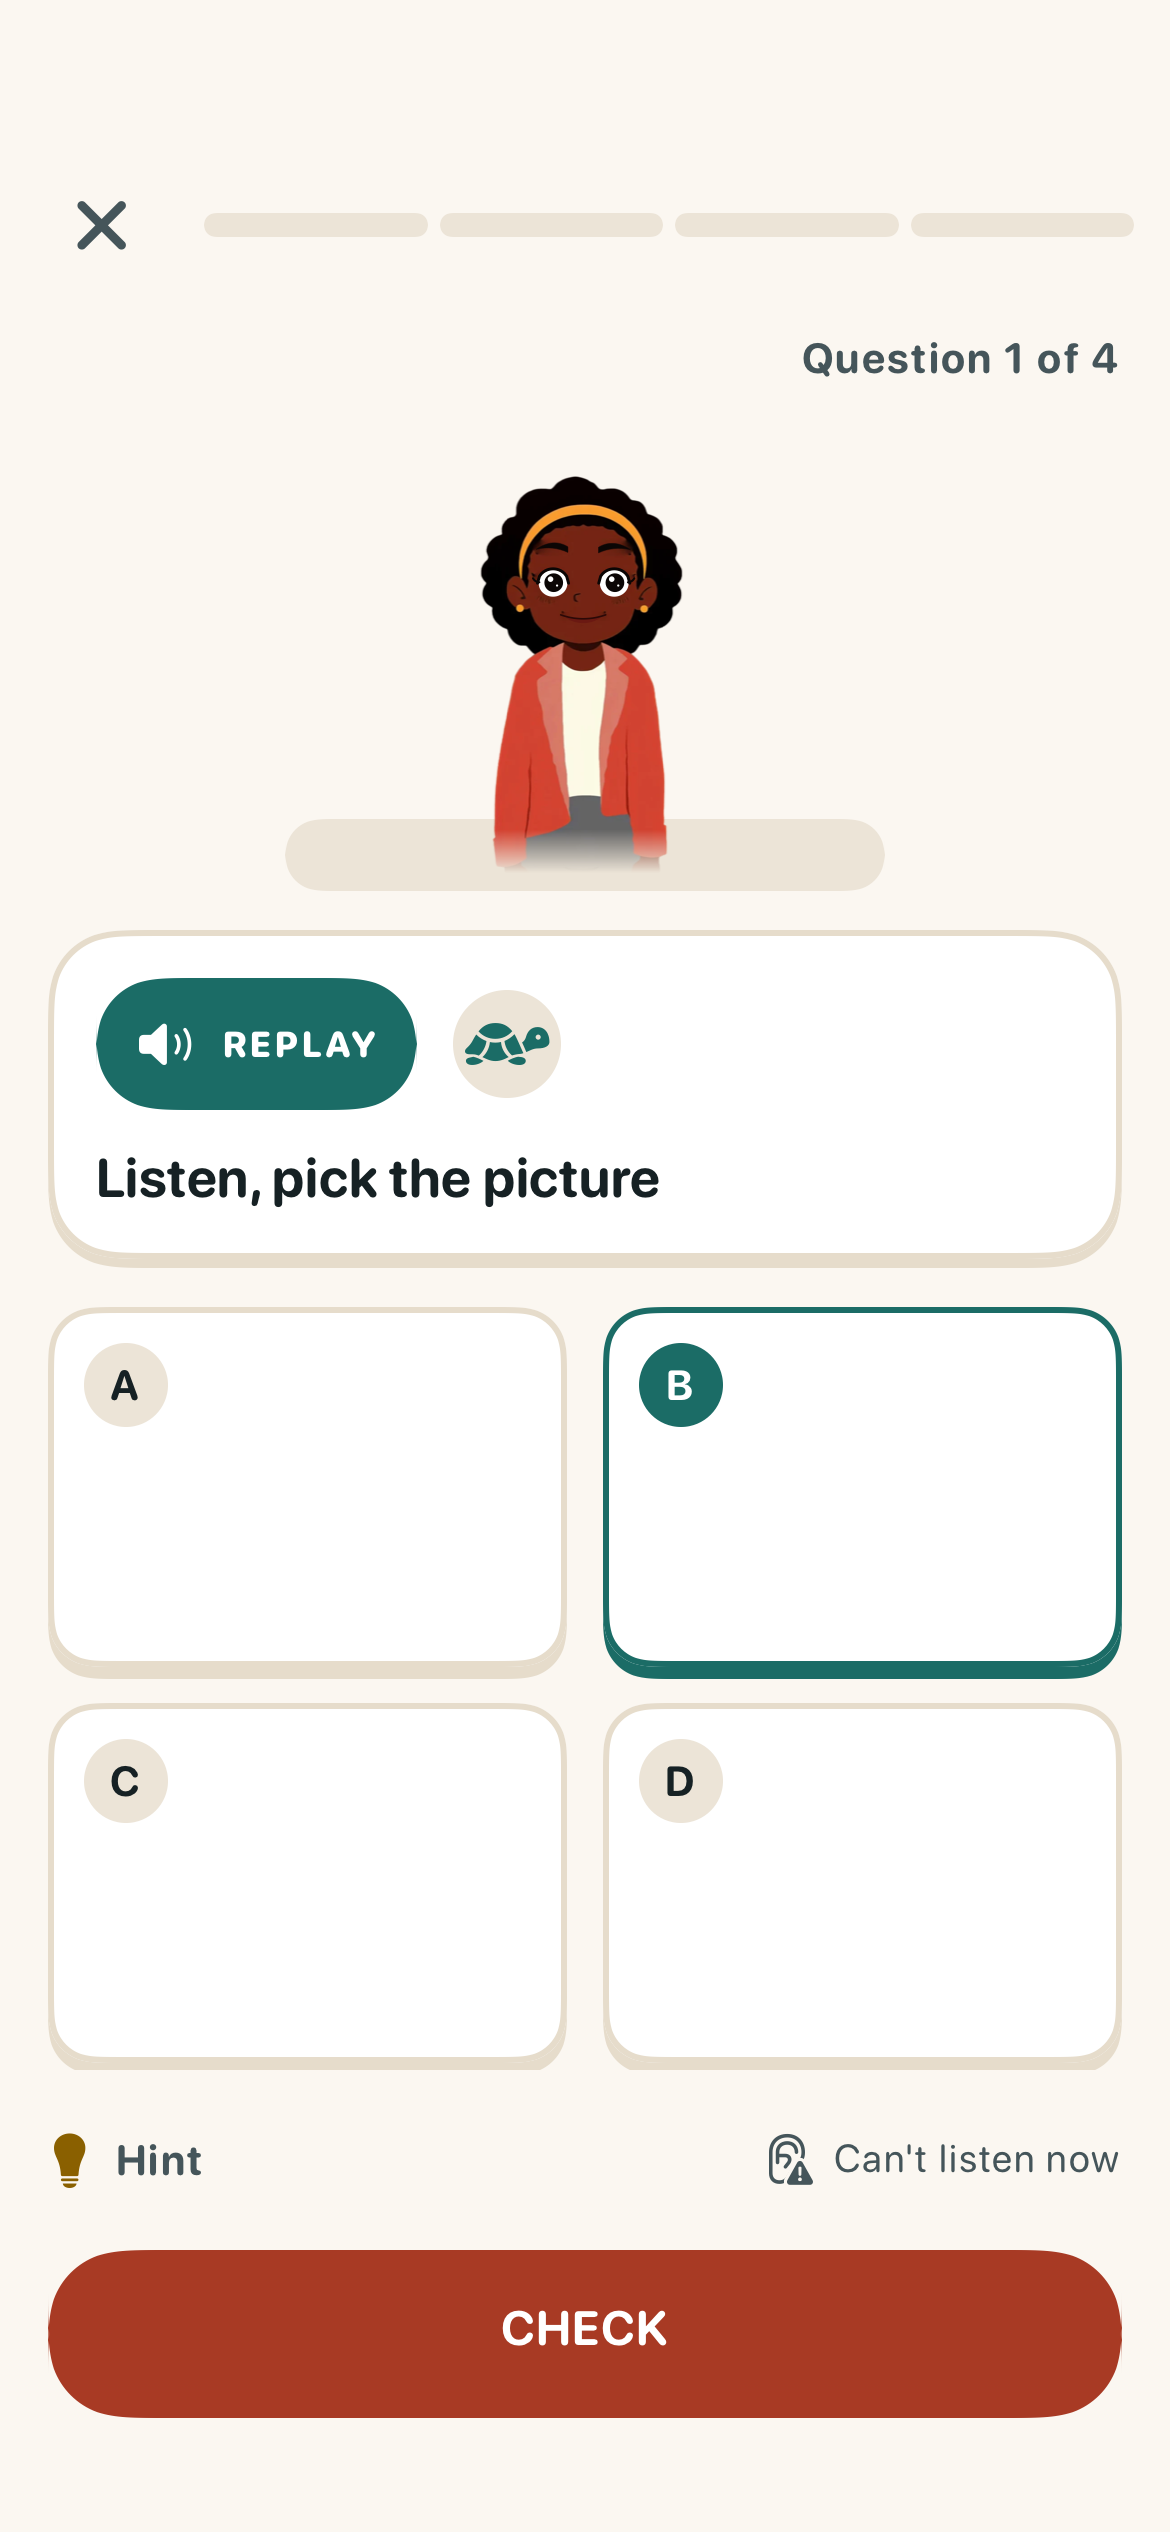 Question 1 of 4
REPLAY
Listen, pick the picture
A
B
C
D
Hint
Can't listen now
CHECK